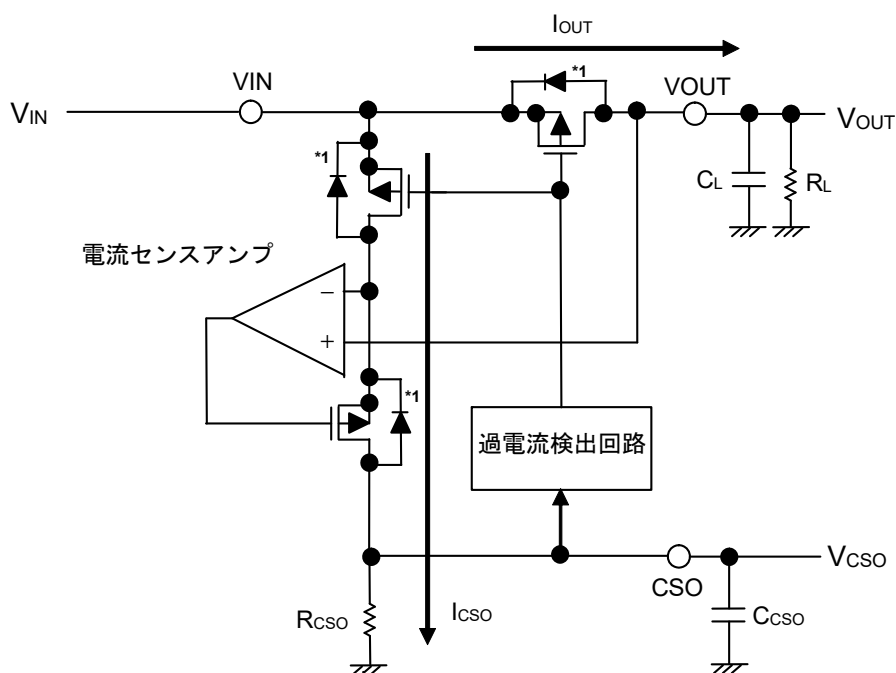 IOUT
VIN
*1
VOUT
VIN
VOUT
*1
CL
RL
電流センスアンプ
−
+
*1
過電流検出回路
VCSO
CSO
RCSO
ICSO
CCSO